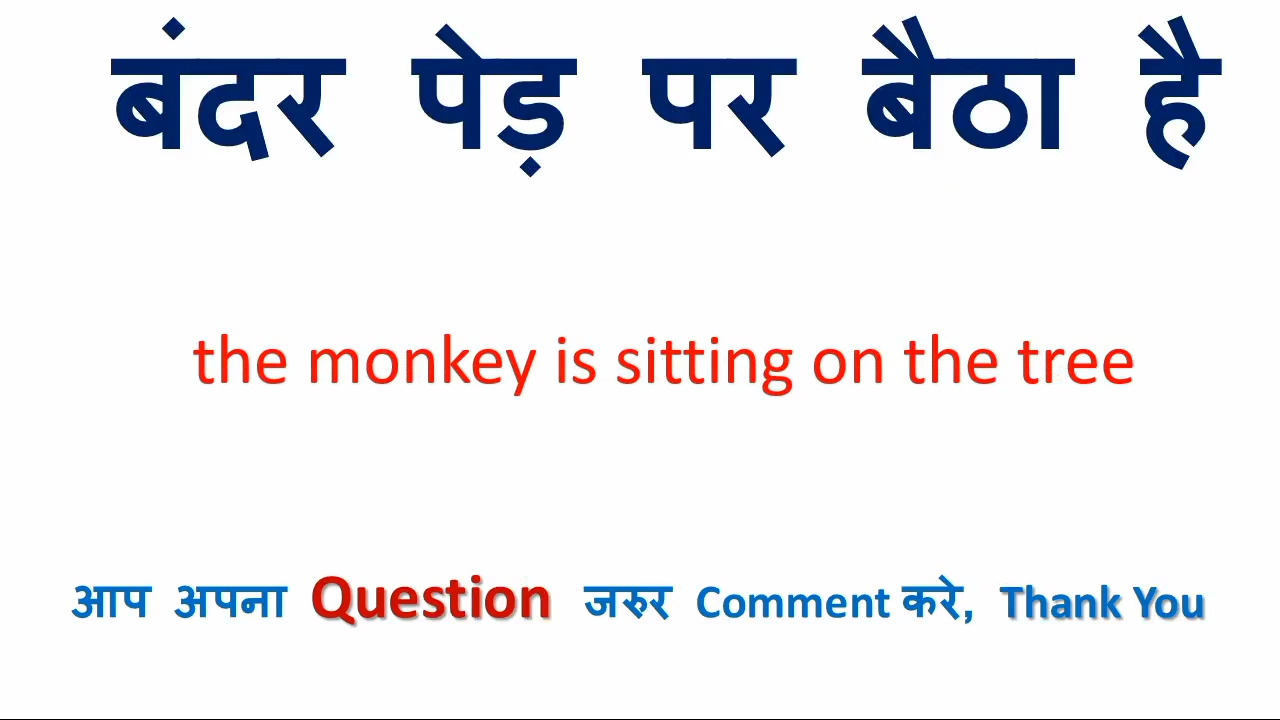 बंदर पेड़ पर बैठा है
the monkey is sitting on the tree
आप अपना Question जरुर Comment करे, Thank You